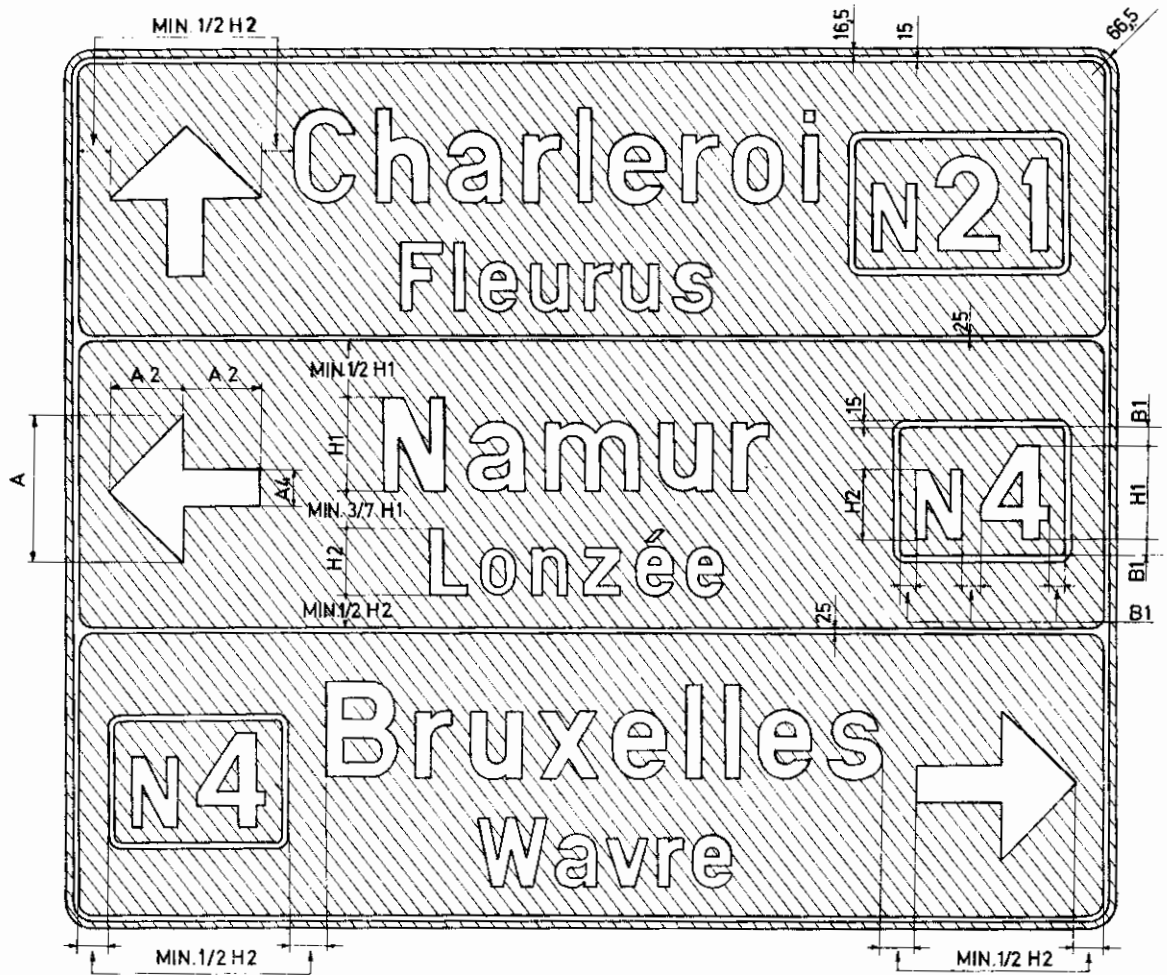 MIN. 1/2 H2
16,5
15
66,5
Charleroi
N21
Fleurus
25
A 2
A 2
MIN.1/2 H1
15
B1
A
H1
Namur
A4
H2
N4
H1
MIN. 3/7 H1
H2
Lonzée
B1
MIN.1/2 H2
25
B1
Bruxelles
N4
Wavre
MIN.1/2 H2
MIN.1/2 H2